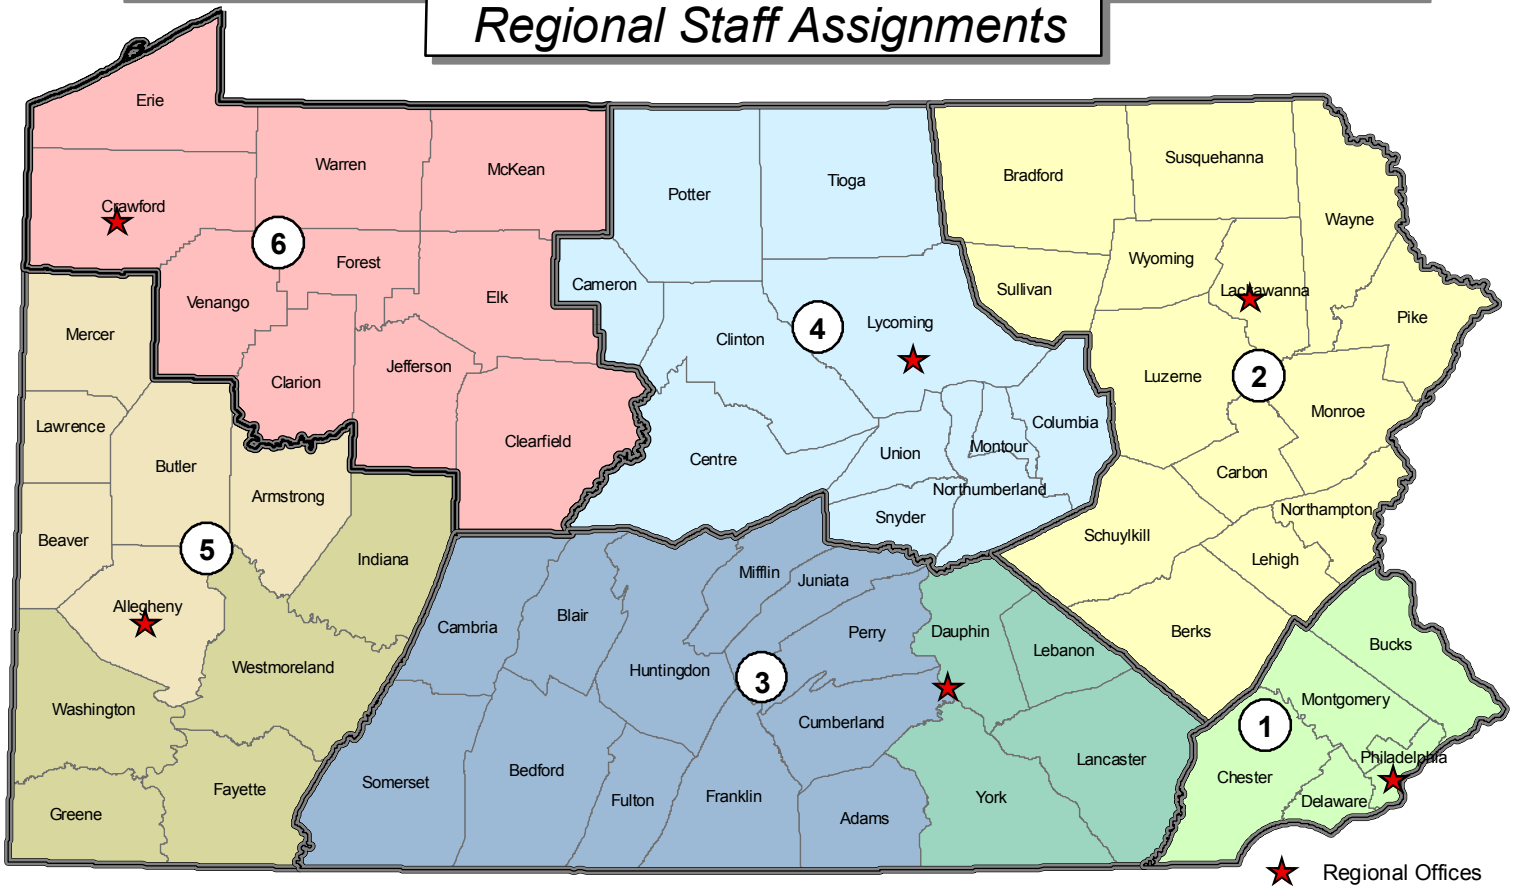 Regional Staff Assignments
Erie
Warren
McKean
Crawford
6
Forest
Venango
Elk
Clarion
Jefferson
Clearfield
Potter
Tioga
Cameron
Clinton
4
Lycoming
Centre
Union
Montour
Columbia
Northumberland
Snyder
Bradford
Susquehanna
Wayne
Wyoming
Sullivan
Lackawanna
Pike
Luzerne
2
Monroe
Carbon
Northampton
Schuylkill
Lehigh
Berks
Mercer
Lawrence
Butler
Armstrong
Beaver
5
Indiana
Allegheny
Westmoreland
Washington
Fayette
Greene
Mifflin
Juniata
Blair
Cambria
Perry
Huntingdon
3
Cumberland
Somerset
Bedford
Fulton
Franklin
Adams
Dauphin
Lebanon
Lancaster
York
Bucks
Montgomery
1
Philadelphia
Chester
Delaware
Regional Offices